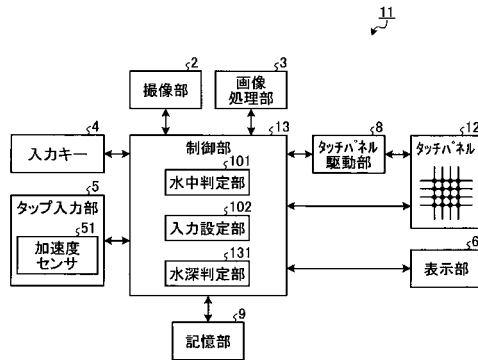 11
2
撮像部
3
画像
処理部
4
入力キー
13
制御部
101
水中判定部
102
入力設定部
131
水深判定部
8
タッチパネル
駆動部
12
タッチパネル
5
タップ入力部
51
加速度
センサ
6
表示部
9
記憶部